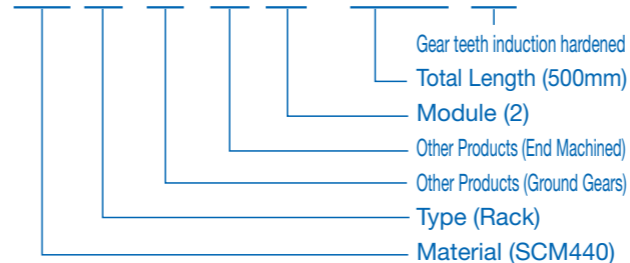 Gear teeth induction hardened
Total Length (500mm)
Module (2)
Other Products (End Machined)
Other Products (Ground Gears)
Type (Rack)
Material (SCM440)